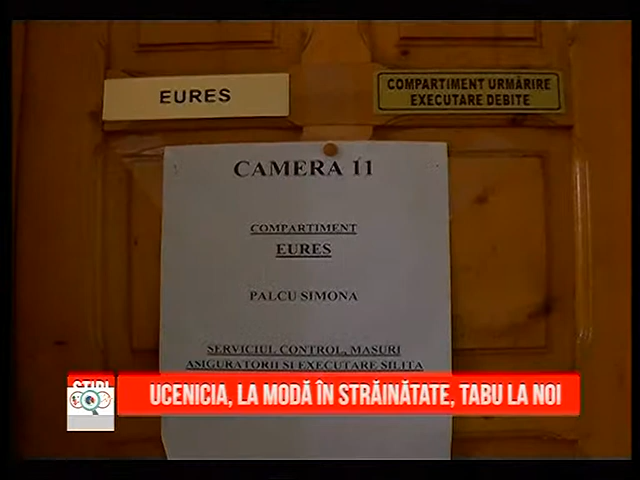 EURES
COMPARTIMENT URMĂRIRE
EXECUTARE DEBITE
CAMERA 11
COMPARTIMENT
EURES
PALCU SIMONA
SERVICIUL CONTROL, MASURI
ASIGURATORII SI EXECUTARE SILITA
ȘTIRI
UCENICIA, LA MODĂ ÎN STRĂINĂTATE, TABU LA NOI